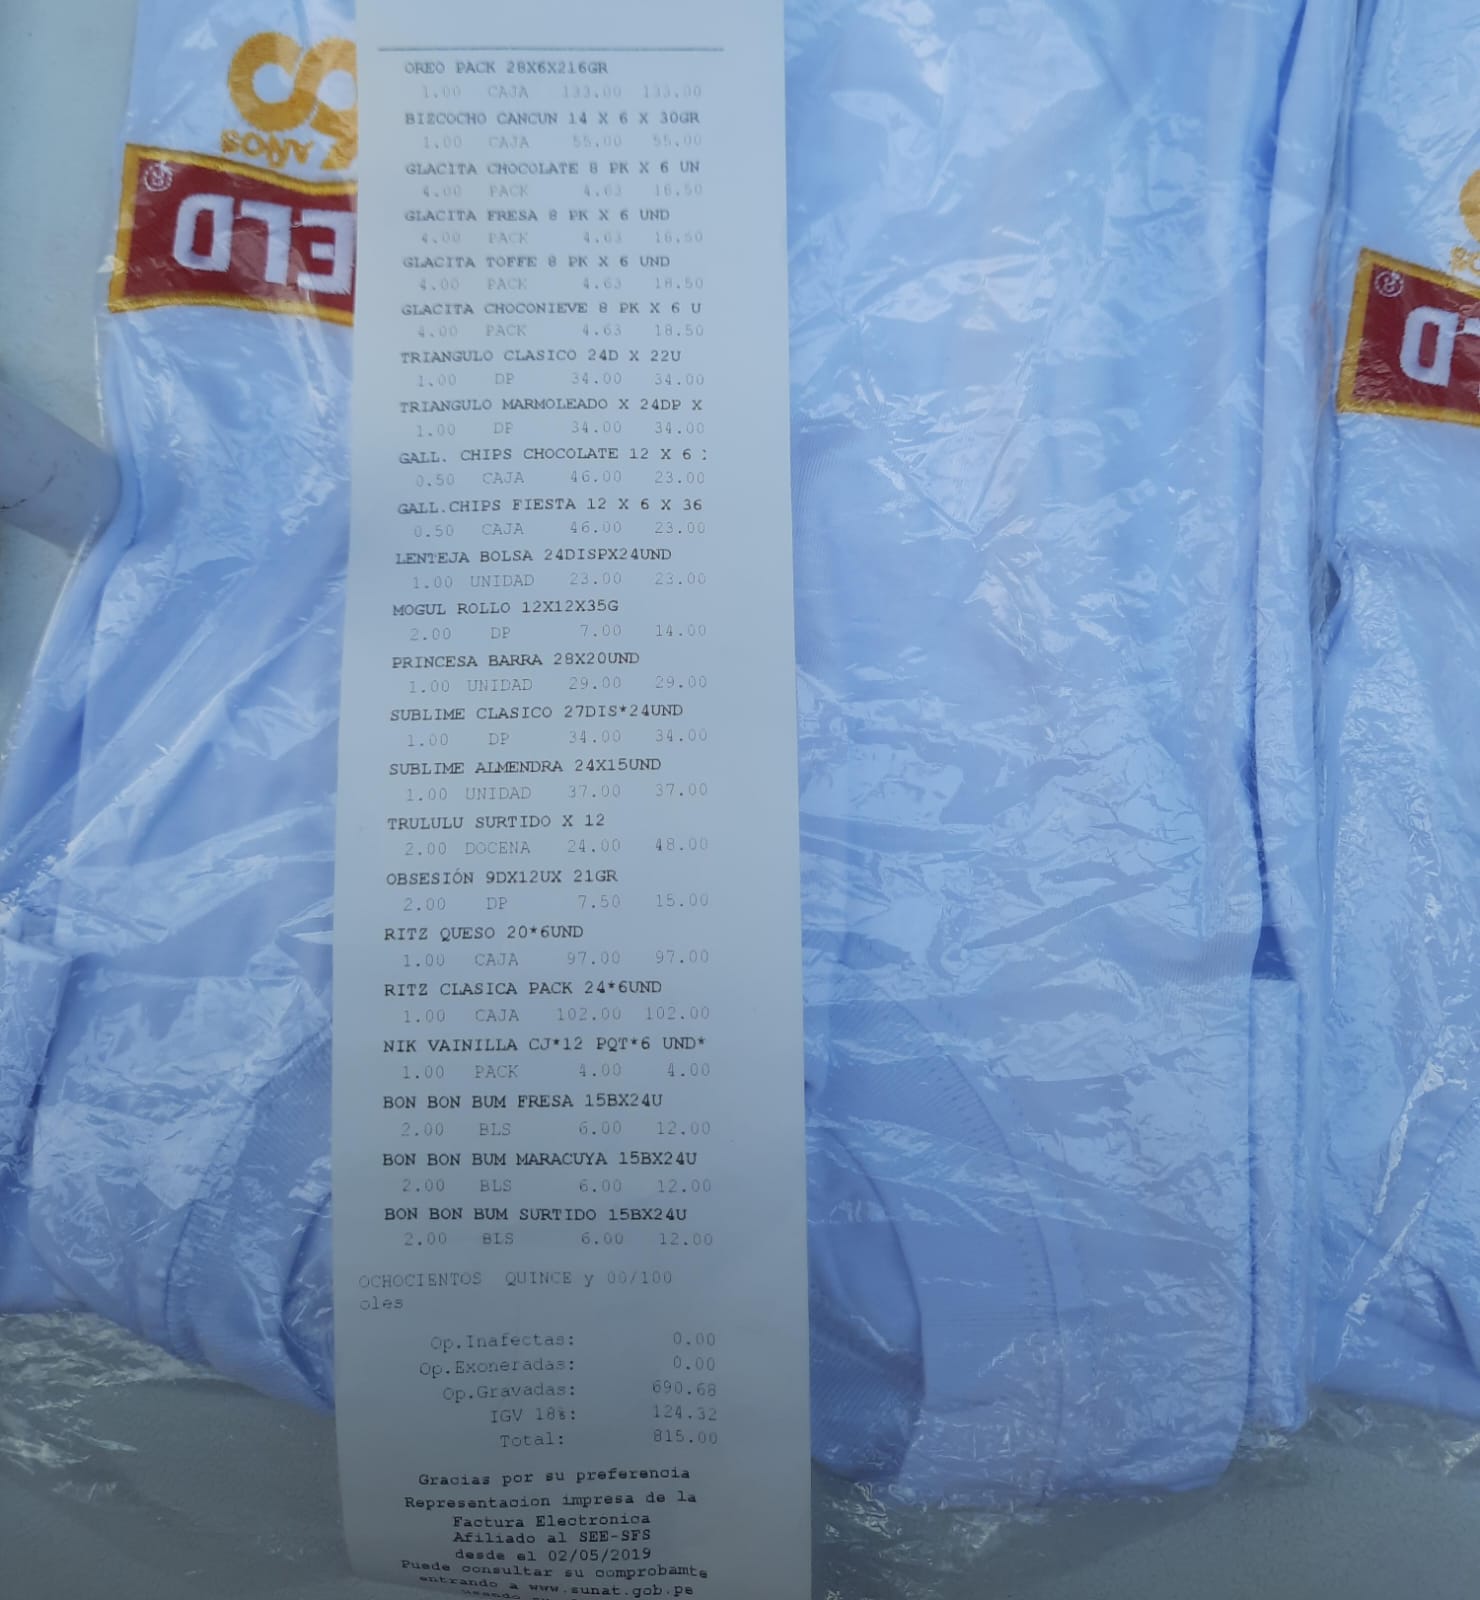 OREO PACK 28X6X216GR
1.00 CAJA 133.00 133.00
BIZCOCHO CANCUN 14 X 6 X 30GR
1.00 CAJA 55.00 55.00
GLACITA CHOCOLATE 8 PK X 6 UN
4.00 PACK 4.63 18.50
GLACITA FRESA 8 PK X 6 UND
4.00 PACK 4.63 18.50
GLACITA TOFFE 8 PK X 6 UND
4.00 PACK 4.63 18.50
GLACITA CHOCONIEVE 8 PK X 6 U
4.00 PACK 4.63 18.50
TRIANGULO CLASICO 24D X 22U
1.00 DP 34.00 34.00
TRIANGULO MARMOLEADO X 24DP X
1.00 DP 34.00 34.00
GALL. CHIPS CHOCOLATE 12 X 6 :
0.50 CAJA 46.00 23.00
GALL.CHIPS FIESTA 12 X 6 X 36
0.50 CAJA 46.00 23.00
LENTEJA BOLSA 24DISPX24UND
1.00 UNIDAD 23.00 23.00
MOGUL ROLLO 12X12X35G
2.00 DP 7.00 14.00
PRINCESA BARRA 28X20UND
1.00 UNIDAD 29.00 29.00
SUBLIME CLASICO 27DIS*24UND
1.00 DP 34.00 34.00
SUBLIME ALMENDRA 24X15UND
1.00 UNIDAD 37.00 37.00
TRULULU SURTIDO X 12
2.00 DOCENA 24.00 48.00
OBSESIÓN 9DX12UX 21GR
2.00 DP 7.50 15.00
RITZ QUESO 20*6UND
1.00 CAJA 97.00 97.00
RITZ CLASICA PACK 24*6UND
1.00 CAJA 102.00 102.00
NIK VAINILLA CJ*12 PQT*6 UND*
1.00 PACK 4.00 4.00
BON BON BUM FRESA 15BX24U
2.00 BLS 6.00 12.00
BON BON BUM MARACUYA 15BX24U
2.00 BLS 6.00 12.00
BON BON BUM SURTIDO 15BX24U
2.00 BLS 6.00 12.00
OCHOCIENTOS QUINCE y 00/100
oles
Op.Inafectas: 0.00
Op.Exoneradas: 0.00
Op.Gravadas: 690.68
IGV 18%: 124.32
Total: 815.00
Gracias por su preferencia
Representacion impresa de la
Factura Electronica
Afiliado al SEE-SFS
desde el 02/05/2019
Puede consultar su comprobamte
entrando a www.sunat.gob.pe
ELD
D